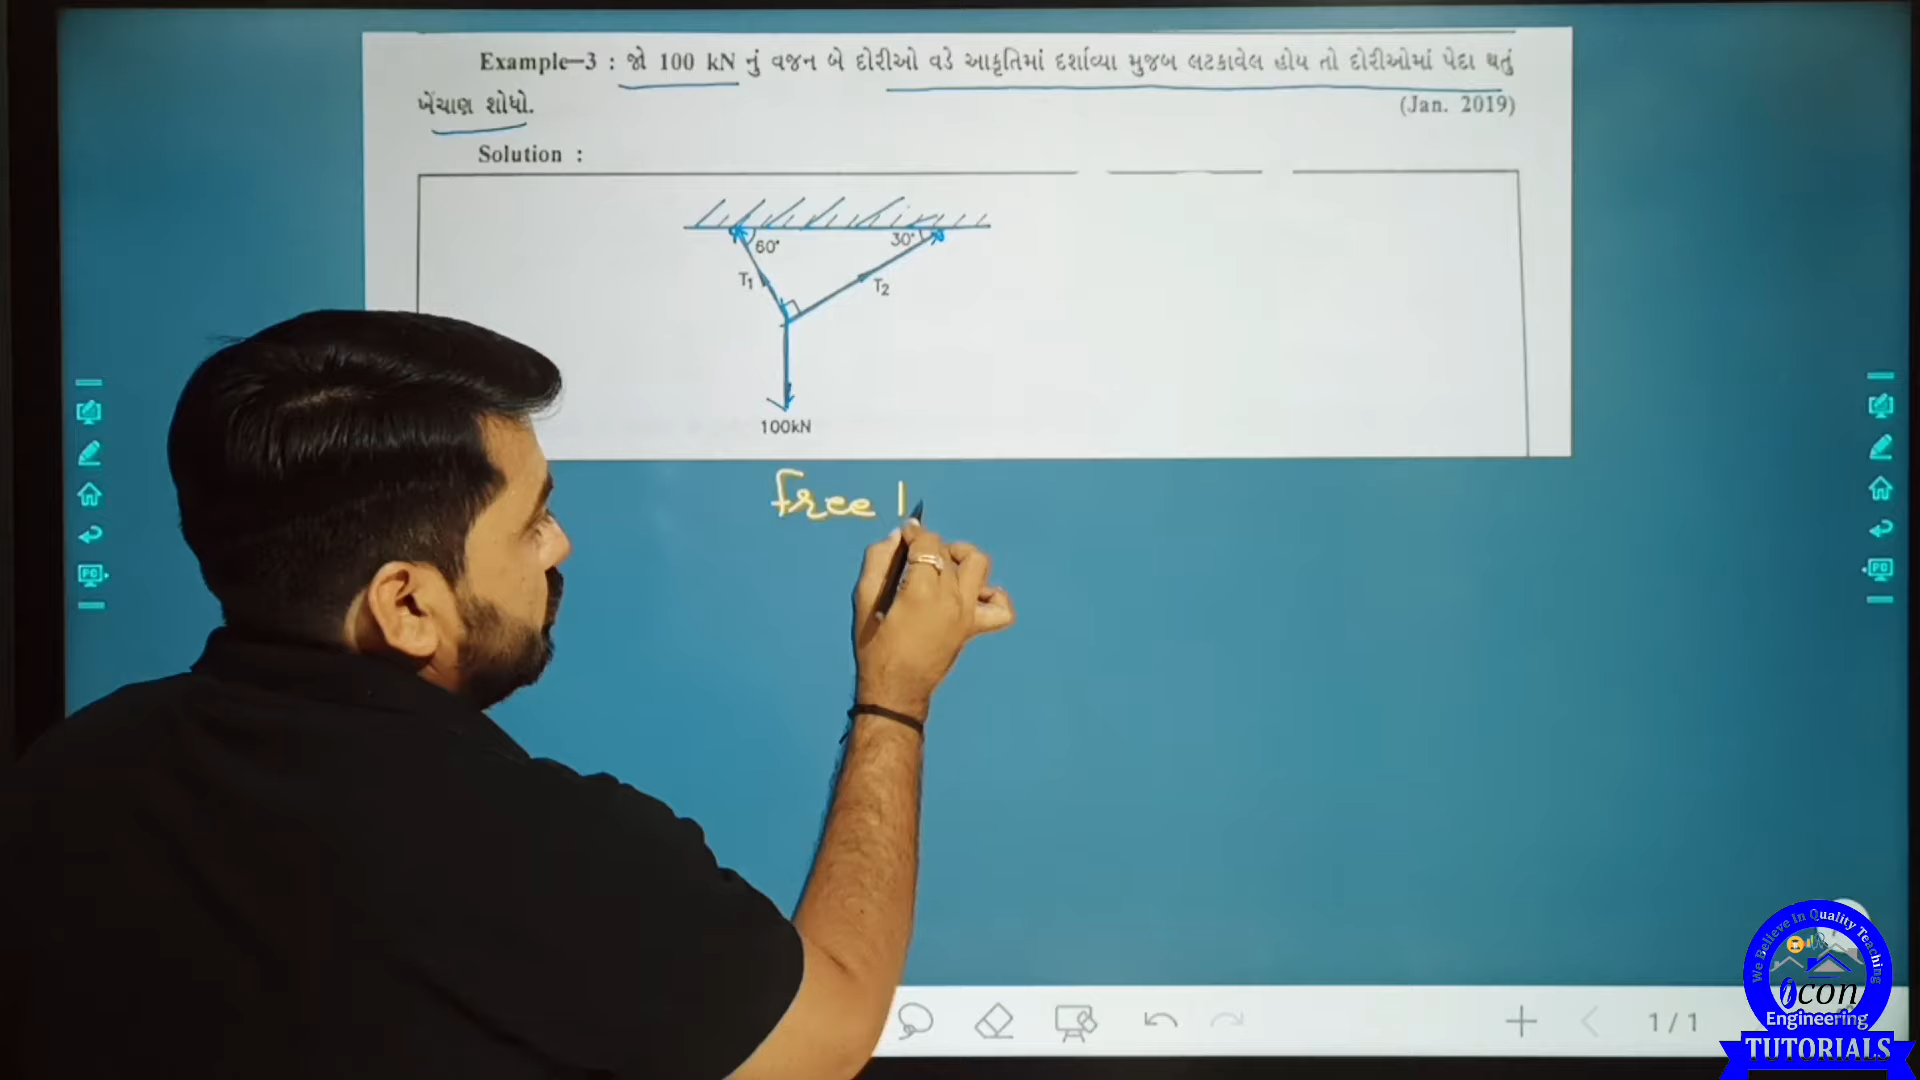 Example–3 : જો 100 kN નું વજન બે દોરીઓ વડે આકૃતિમાં દર્શાવ્યા મુજબ લટકાવેલ હોય તો દોરીઓમાં પેદા થતું
ખેંચાણ શોધો. (Jan. 2019)
Solution :
60° 30°
T1 T2
100kN
free
1 / 1
We Believe In Quality Teaching
icon
Engineering
TUTORIALS